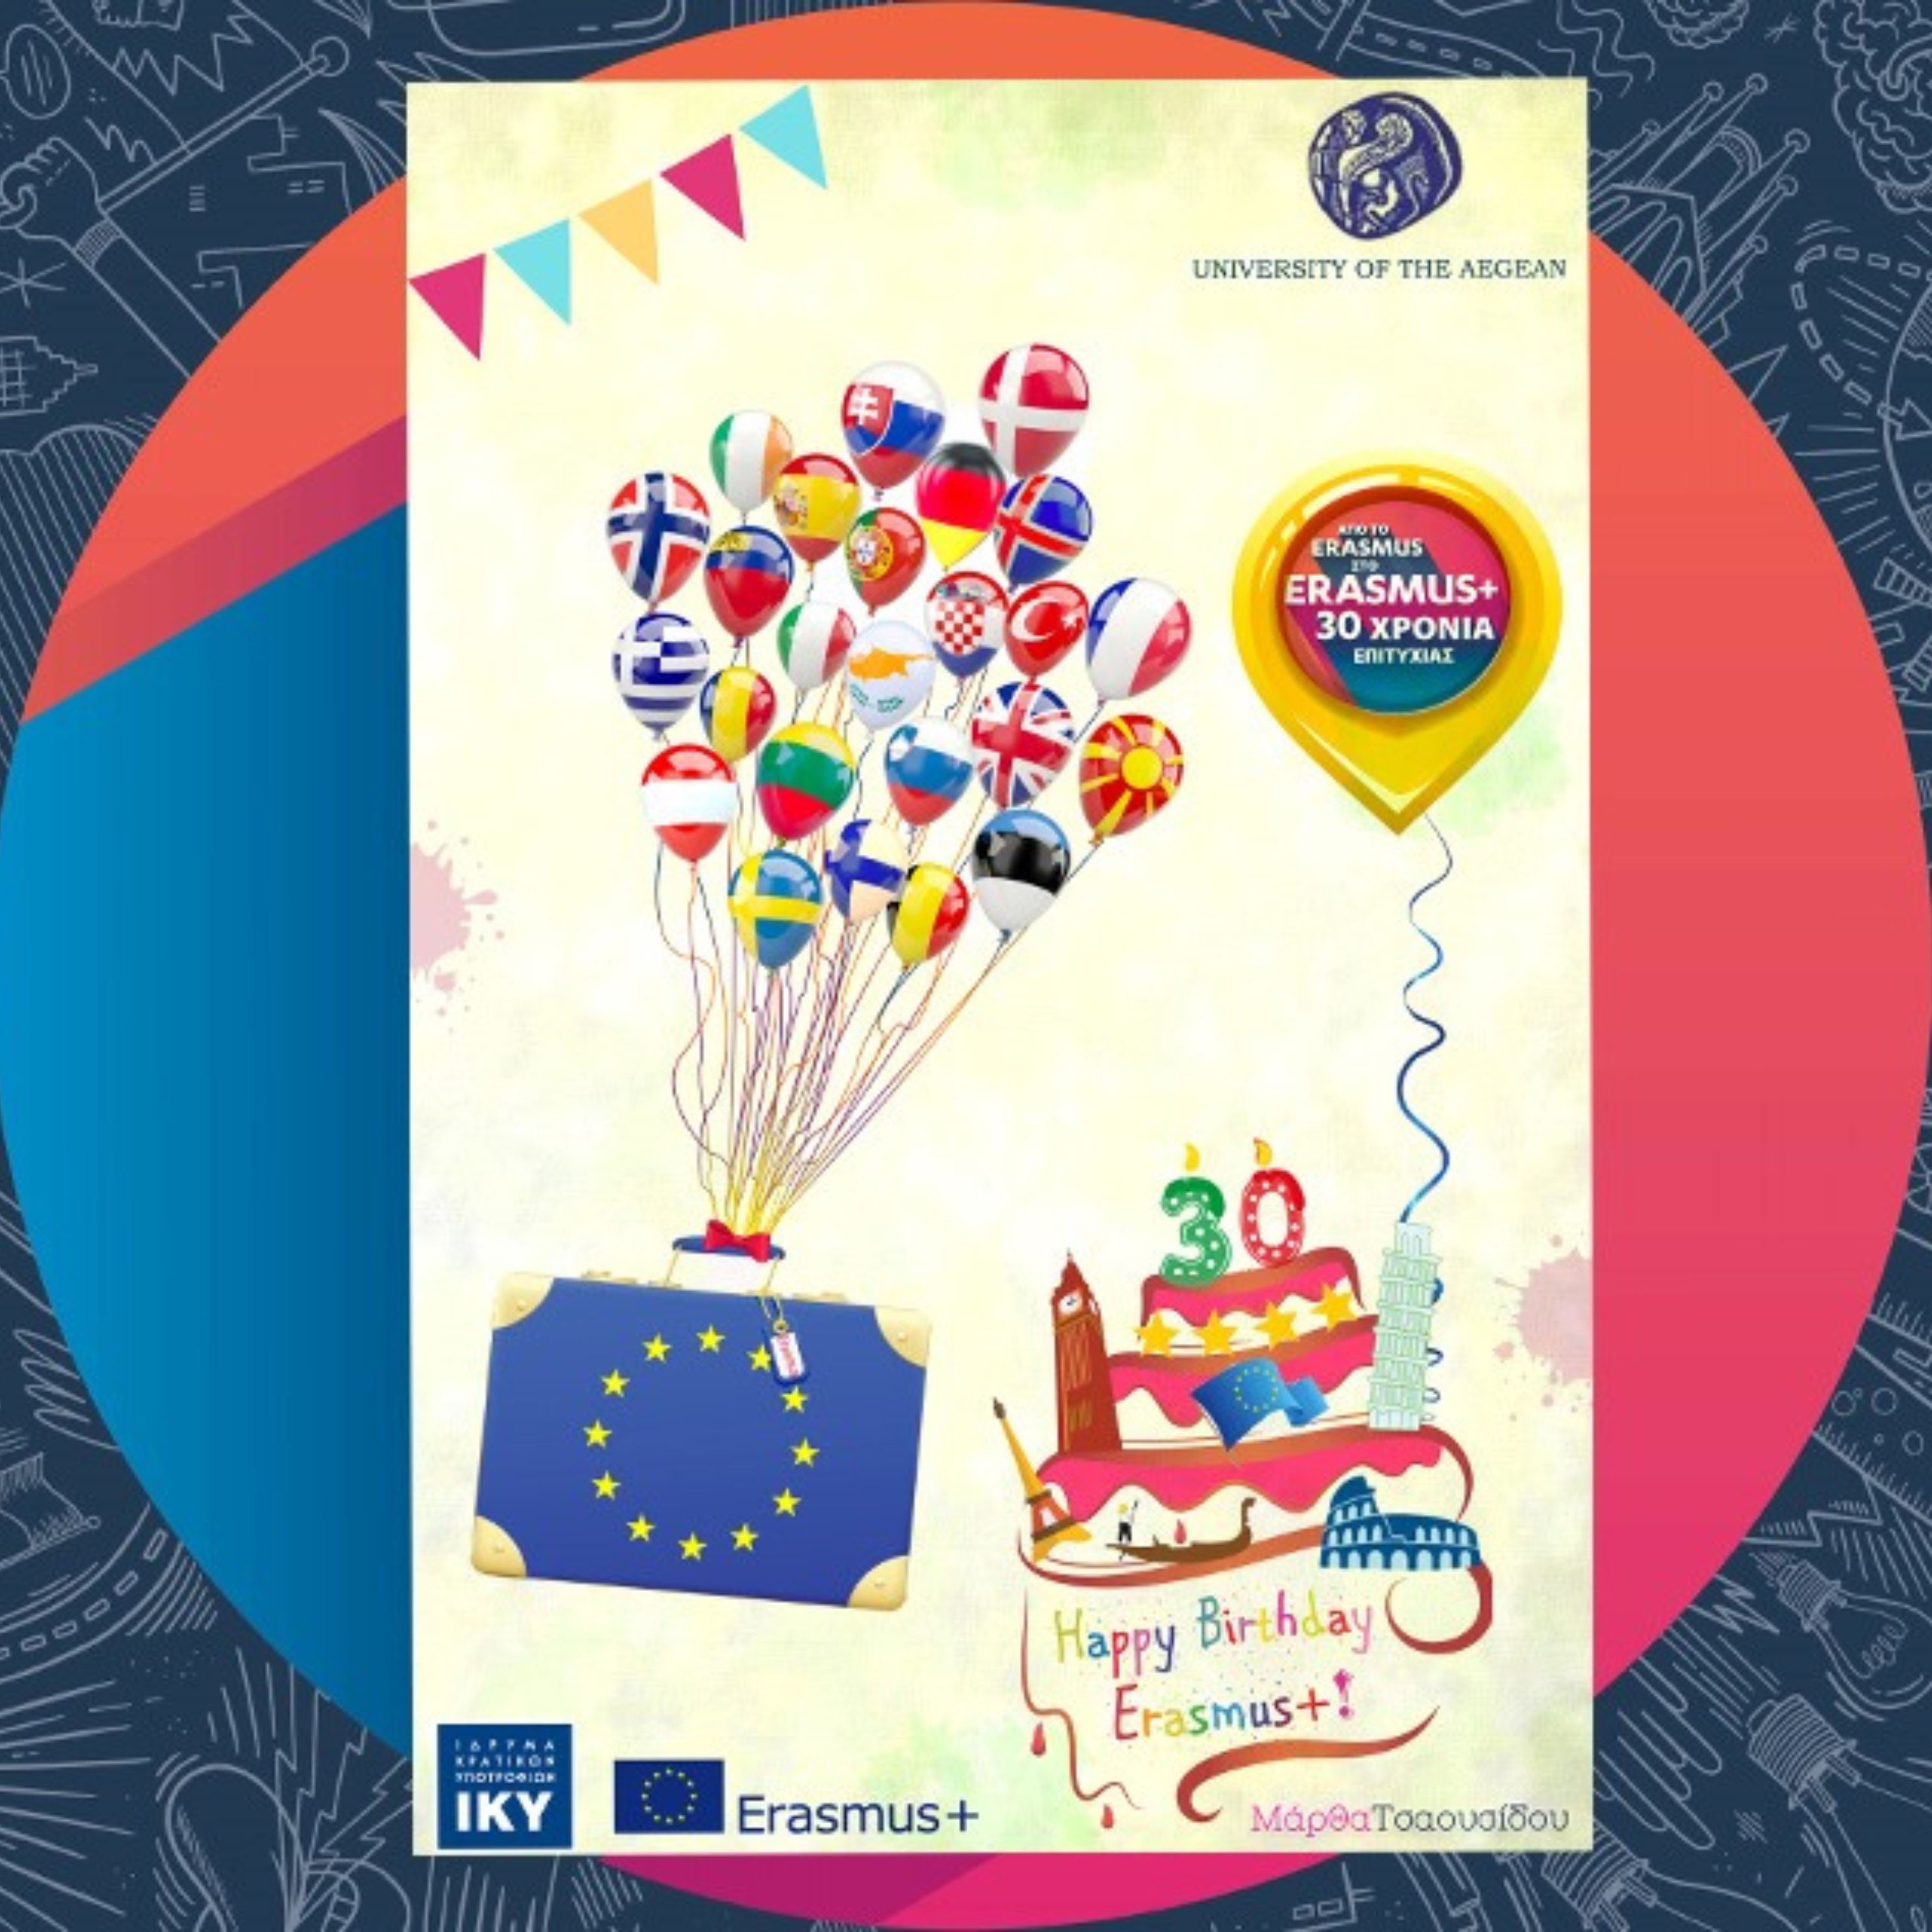 UNIVERSITY OF THE AEGEAN
ΑΠΟ ΤΟ
ERASMUS
ΣΤΟ
ERASMUS+
30 ΧΡΟΝΙΑ
ΕΠΙΤΥΧΙΑΣ
30
Happy Birthday
Erasmus+!
ΙΔΡΥΜΑ
ΚΡΑΤΙΚΩΝ
ΥΠΟΤΡΟΦΙΩΝ
ΙΚΥ
Erasmus+
ΜάρθαΤσαουσίδου